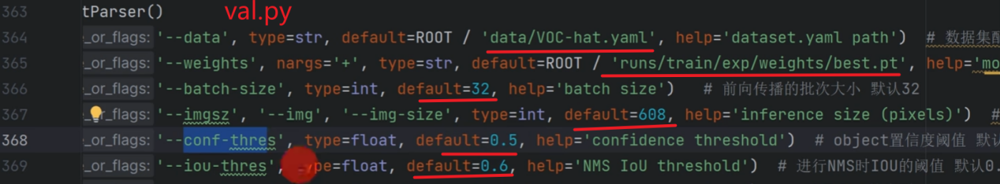 363 tParser()
val.py
364 _or_flags: '--data', type=str, default=ROOT / 'data/VOC-hat.yaml', help='dataset.yaml path') # 数据集
365 _or_flags: '--weights', nargs='+', type=str, default=ROOT / 'runs/train/exp/weights/best.pt', help='mo
366 _or_flags: '--batch-size', type=int, default=32, help='batch size') # 前向传播的批次大小 默认32
367 _or_flags: '--imgsz', '--img', '--img-size', type=int, default=608, help='inference size (pixels)') #
368 _or_flags: '--conf-thres', type=float, default=0.5, help='confidence threshold') # object置信度阈值 默
369 _or_flags: '--iou-thres', pe=float, default=0.6, help='NMS IoU threshold') # 进行NMS时IOU的阈值 默认0.